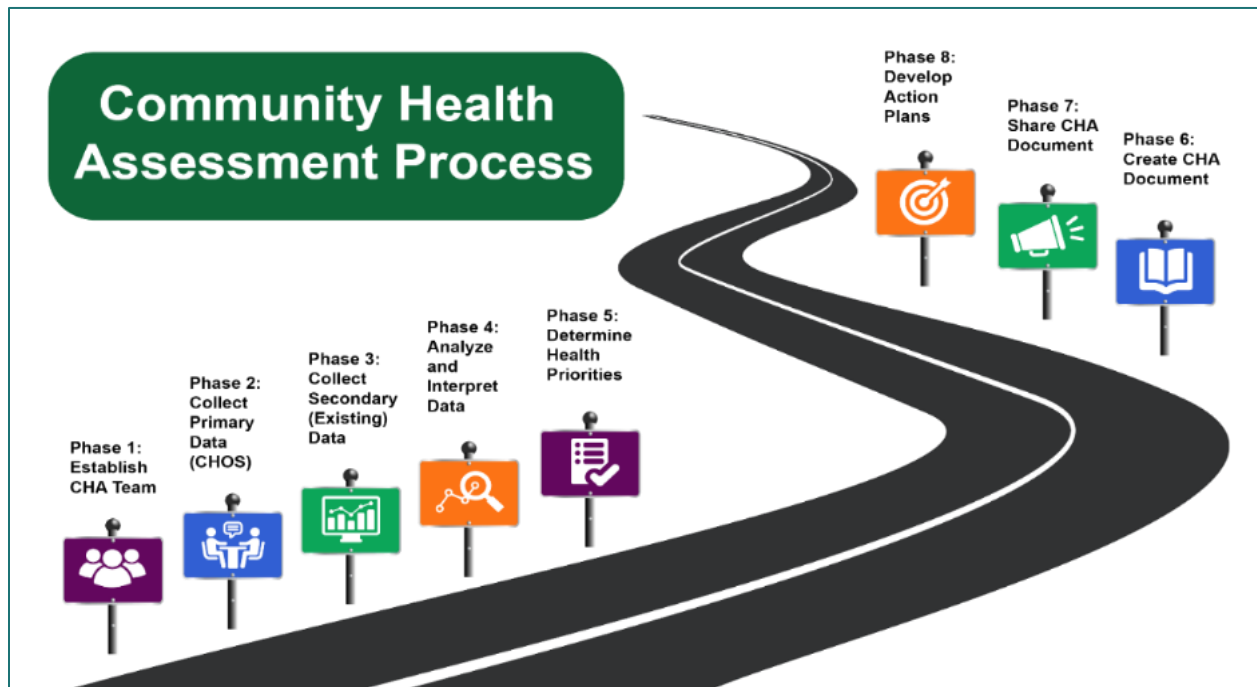 Community Health
Assessment Process
Phase 1:
Establish
CHA Team
Phase 2:
Collect
Primary
Data
(CHOS)
Phase 3:
Collect
Secondary
(Existing)
Data
Phase 4:
Analyze
and
Interpret
Data
Phase 5:
Determine
Health
Priorities
Phase 6:
Create CHA
Document
Phase 7:
Share CHA
Document
Phase 8:
Develop
Action
Plans